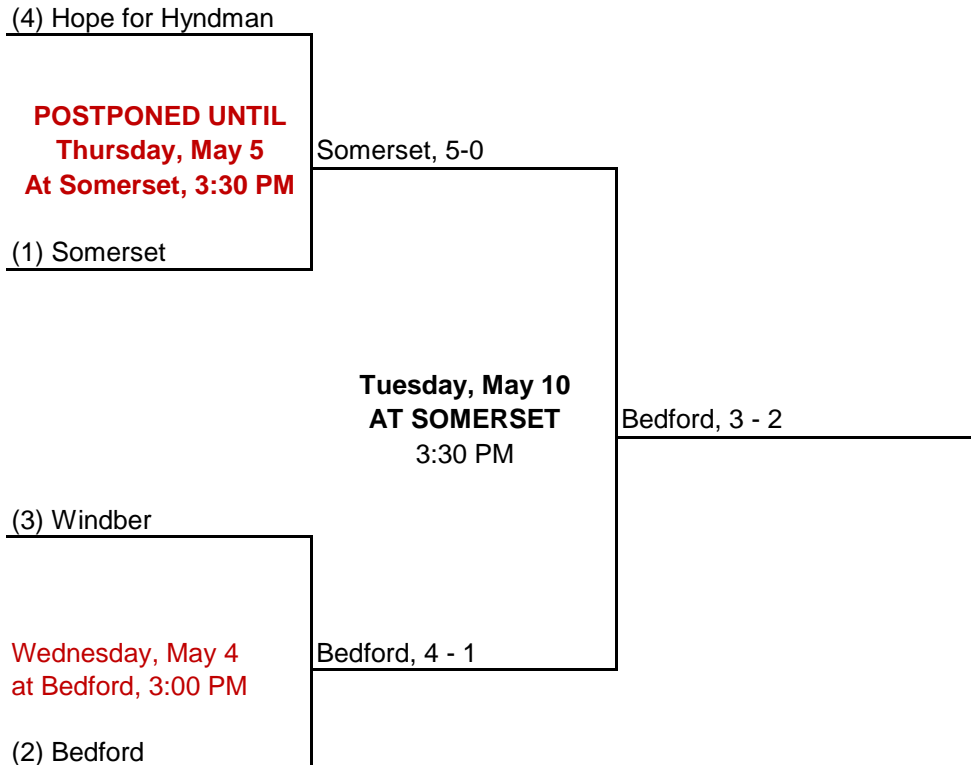 (4) Hope for Hyndman
POSTPONED UNTIL
Thursday, May 5
At Somerset, 3:30 PM
Somerset, 5-0
(1) Somerset
Tuesday, May 10
AT SOMERSET
3:30 PM
Bedford, 3 - 2
(3) Windber
Wednesday, May 4
at Bedford, 3:00 PM
Bedford, 4 - 1
(2) Bedford